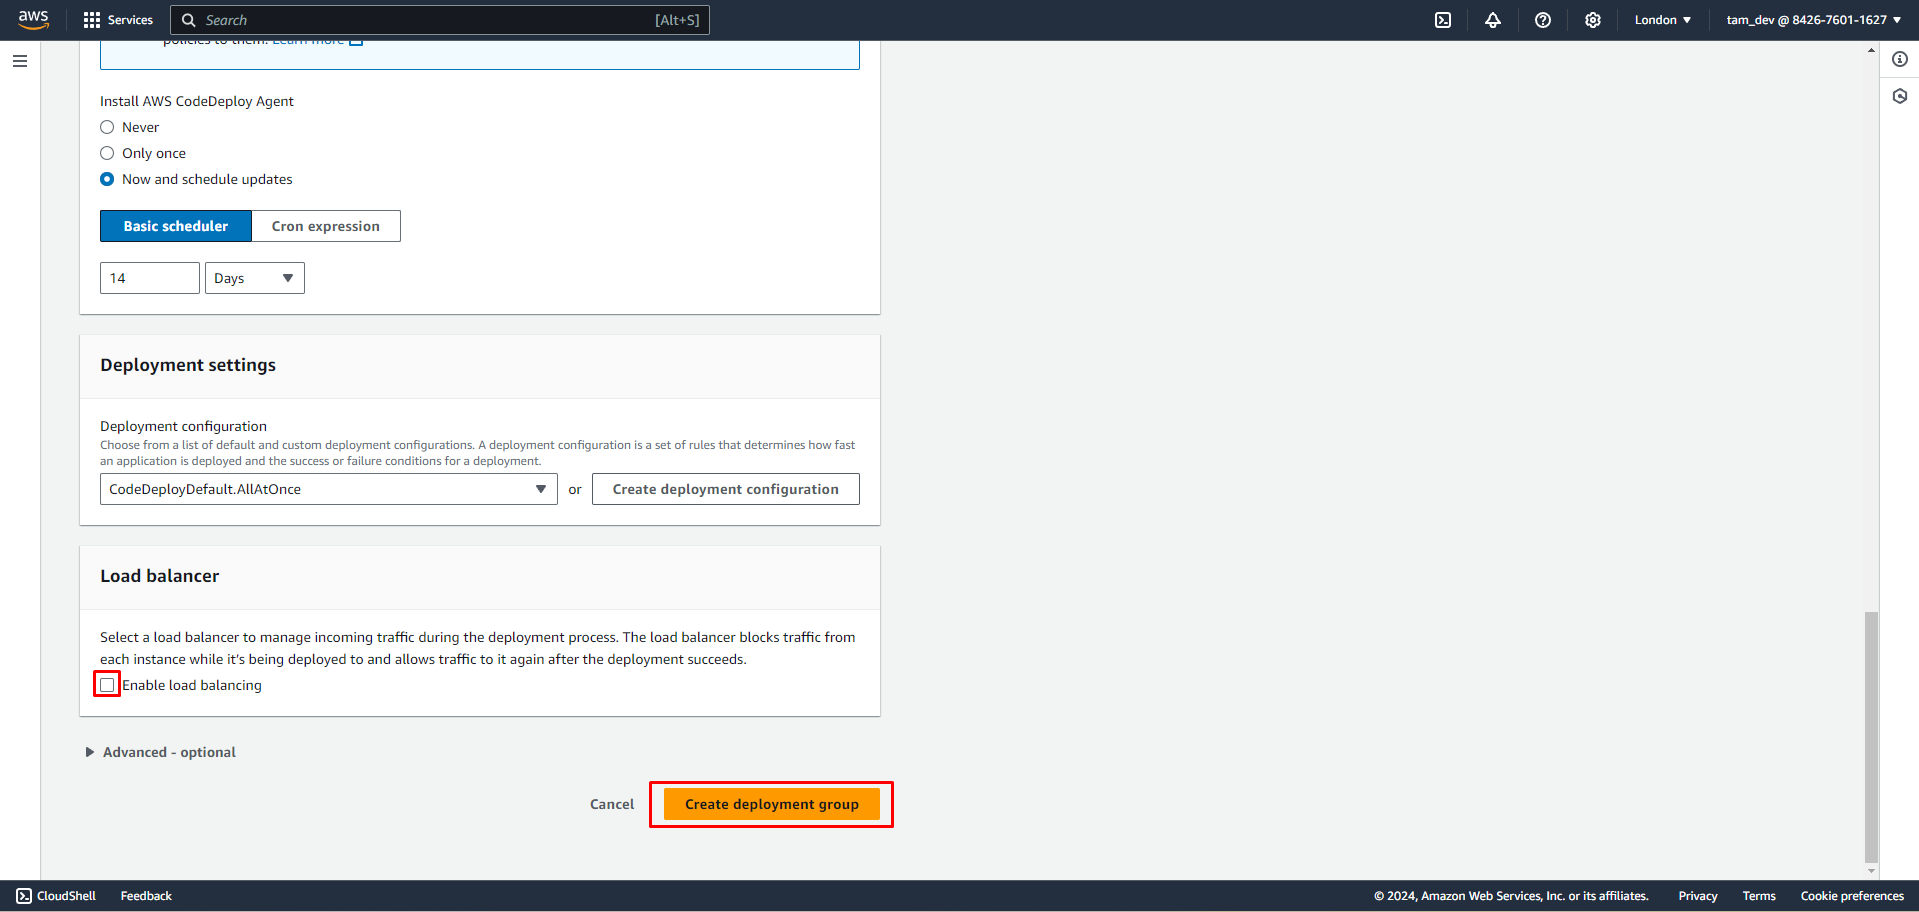 aws
Services
Search
[Alt+S]
London
tam_dev @ 8426-7601-1627
policies to them. Learn more
Install AWS CodeDeploy Agent
Never
Only once
Now and schedule updates
Basic scheduler
Cron expression
14
Days
Deployment settings
Deployment configuration
Choose from a list of default and custom deployment configurations. A deployment configuration is a set of rules that determines how fast
an application is deployed and the success or failure conditions for a deployment.
CodeDeployDefault.AllAtOnce
or
Create deployment configuration
Load balancer
Select a load balancer to manage incoming traffic during the deployment process. The load balancer blocks traffic from
each instance while it's being deployed to and allows traffic to it again after the deployment succeeds.
Enable load balancing
Advanced - optional
Cancel
Create deployment group
CloudShell
Feedback
© 2024, Amazon Web Services, Inc. or its affiliates.
Privacy
Terms
Cookie preferences